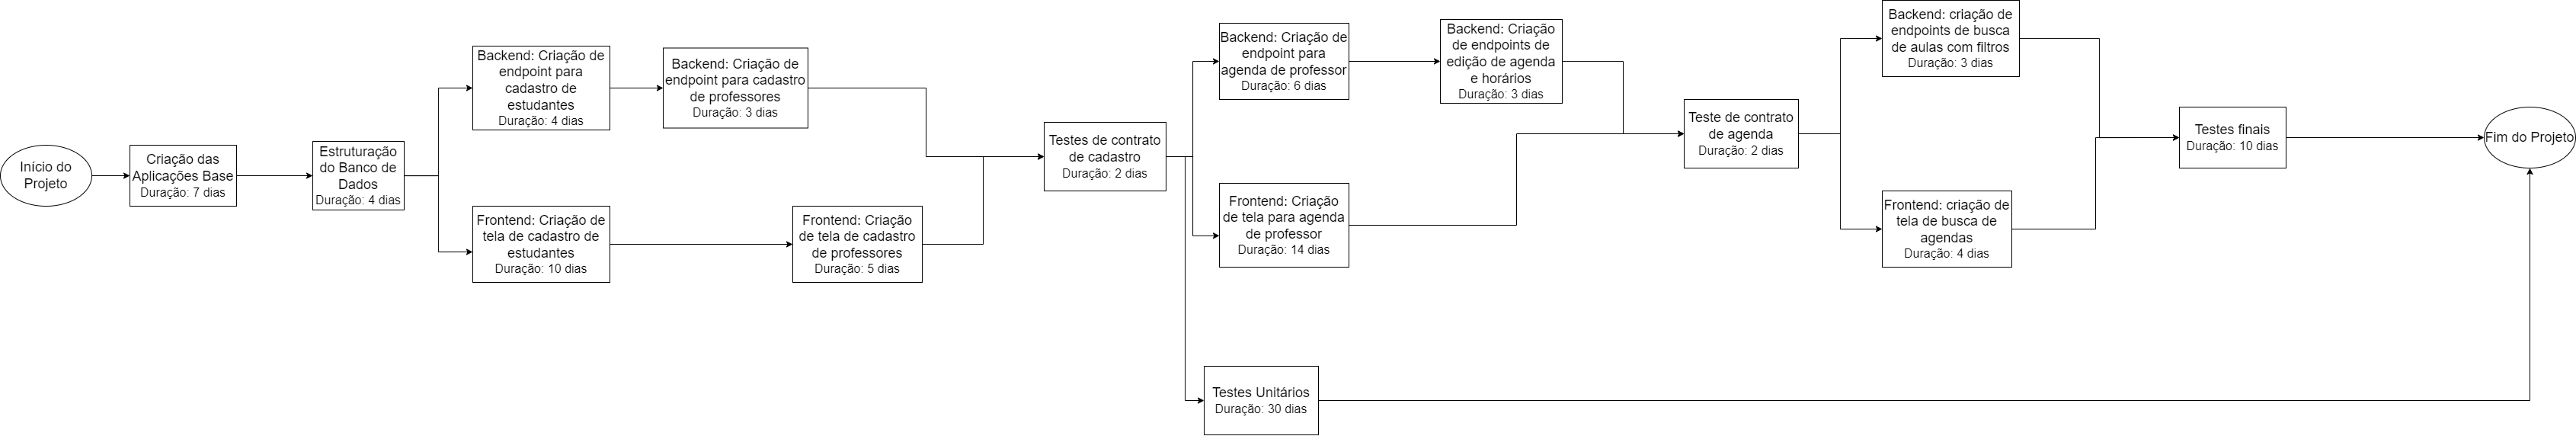 Início do
Projeto
Criação das
Aplicações Base
Duração: 7 dias
Estruturação
do Banco de
Dados
Duração: 4 dias
Backend: Criação de
endpoint para
cadastro de
estudantes
Duração: 4 dias
Backend: Criação de
endpoint para cadastro
de professores
Duração: 3 dias
Frontend: Criação de
tela de cadastro de
estudantes
Duração: 10 dias
Frontend: Criação
de tela de cadastro
de professores
Duração: 5 dias
Testes de contrato
de cadastro
Duração: 2 dias
Backend: Criação de
endpoint para
agenda de professor
Duração: 6 dias
Backend: Criação
de endpoints de
edição de agenda
e horários
Duração: 3 dias
Frontend: Criação
de tela para agenda
de professor
Duração: 14 dias
Testes Unitários
Duração: 30 dias
Teste de contrato
de agenda
Duração: 2 dias
Backend: criação de
endpoints de busca
de aulas com filtros
Duração: 3 dias
Frontend: criação de
tela de busca de
agendas
Duração: 4 dias
Testes finais
Duração: 10 dias
Fim do Projeto